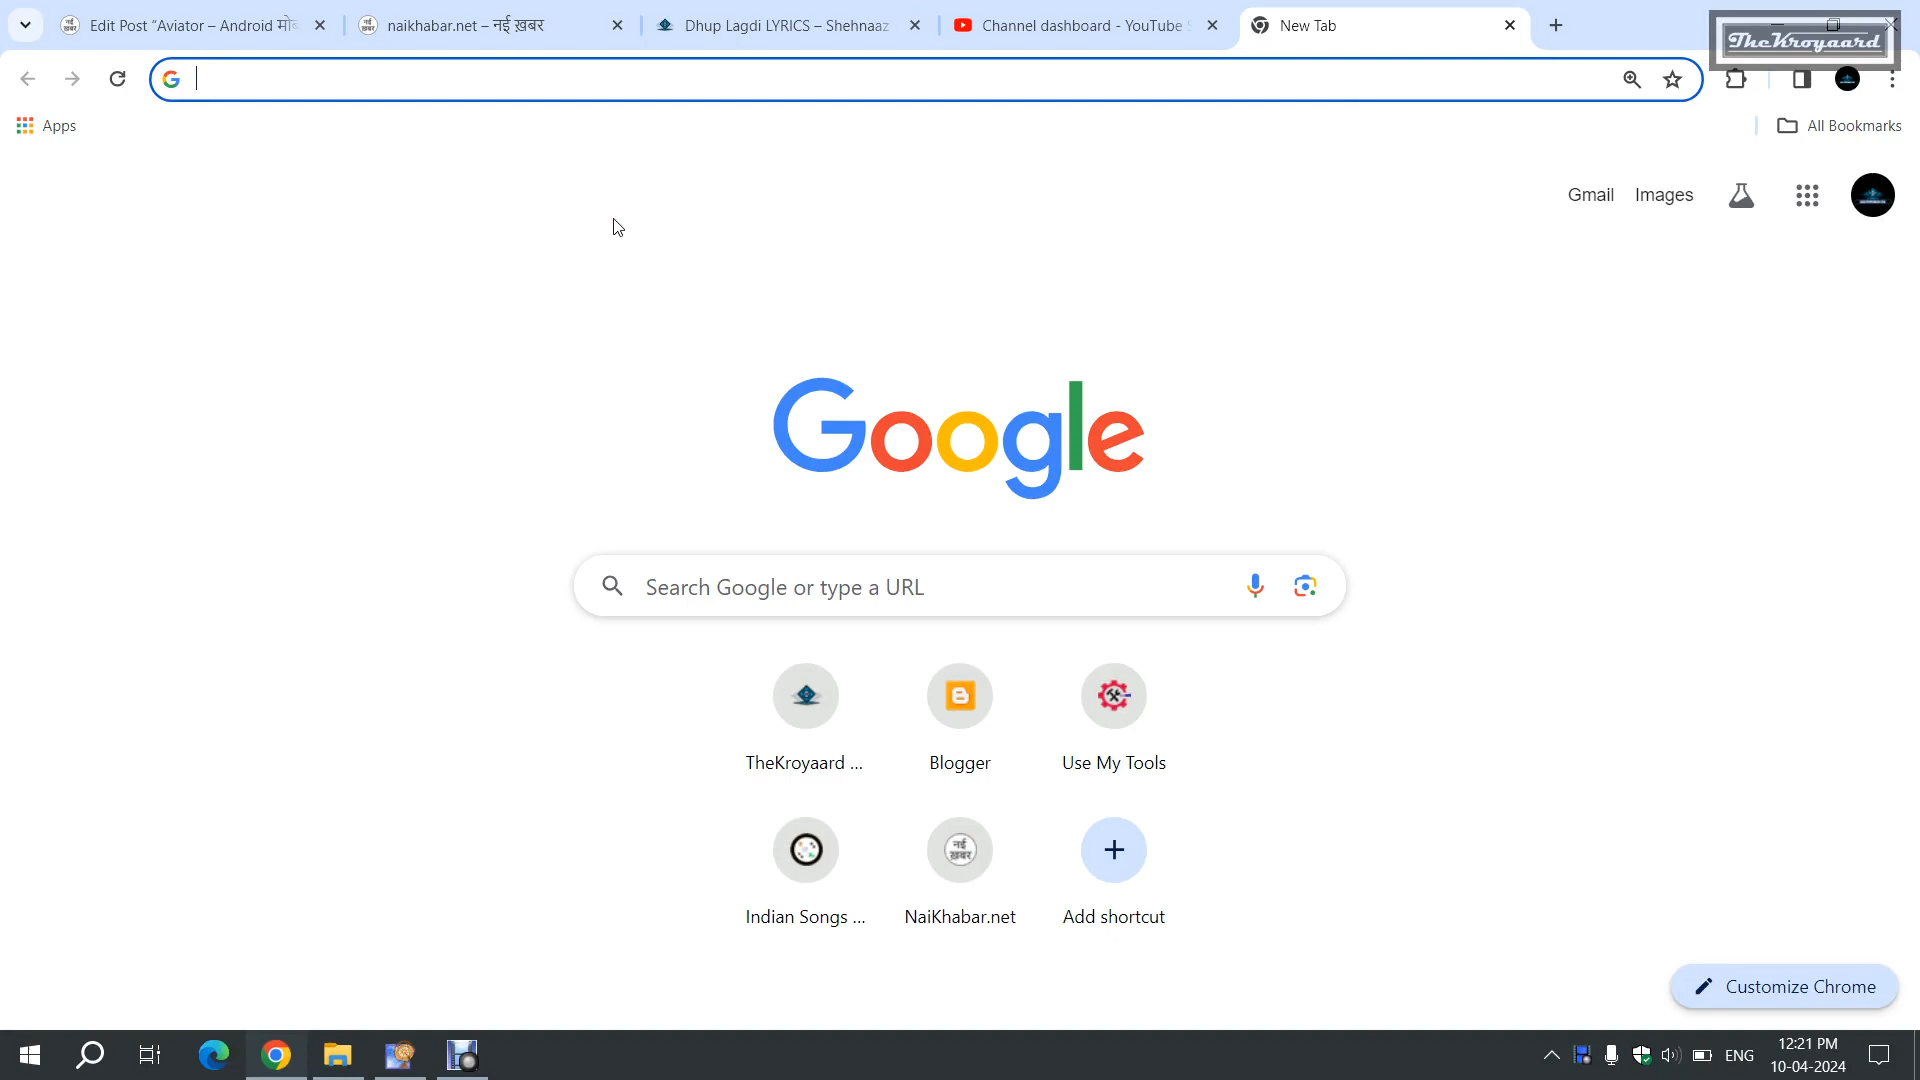 Edit Post “Aviator – Android मोब
naikhabar.net – नई ख़बर
Dhup Lagdi LYRICS – Shehnaaz
Channel dashboard - YouTube S
New Tab
TheKroyaard
Apps
All Bookmarks
Gmail
Images
Google
Search Google or type a URL
TheKroyaard ...
Blogger
Use My Tools
नई
ख़बर
Indian Songs ...
NaiKhabar.net
Add shortcut
Customize Chrome
ENG
12:21 PM
10-04-2024